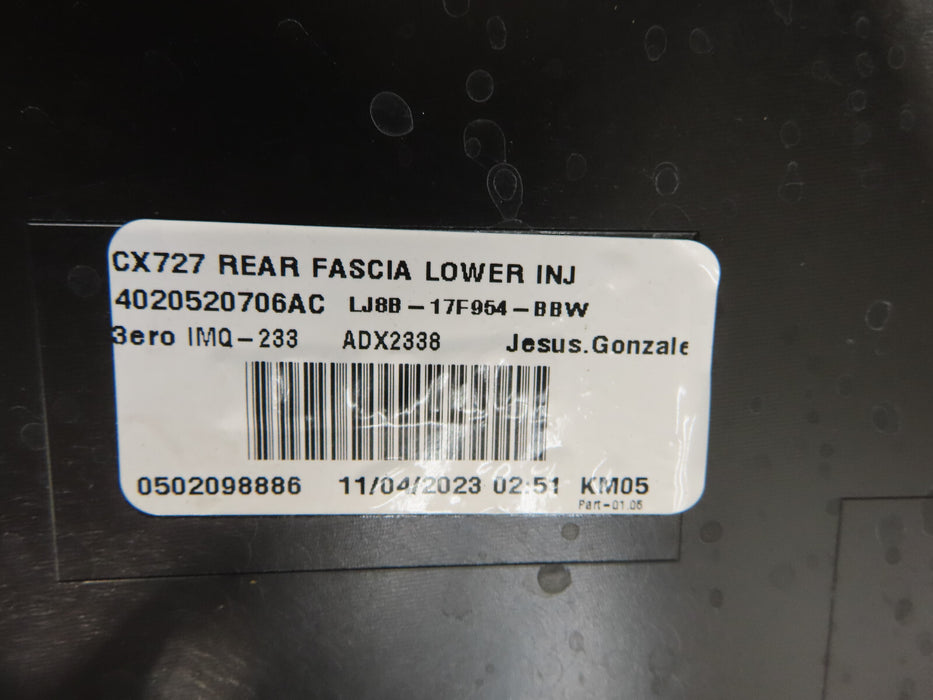 CX727 REAR FASCIA LOWER INJ
4020520706AC LJ8B-17F954-BBW
3ero IMQ-233 ADX2338 Jesus.Gonzale
0502098886 11/04/2023 02:51 KM05
Part-01.05